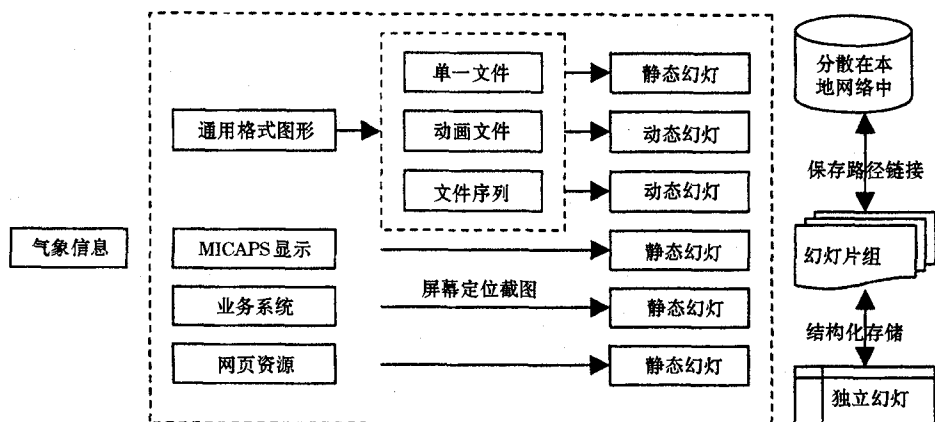 单一文件
静态幻灯
分散在本
地网络中
通用格式图形
动画文件
动态幻灯
保存路径链接
文件序列
动态幻灯
气象信息
MICAPS显示
静态幻灯
幻灯片组
业务系统
屏幕定位截图
静态幻灯
结构化存储
网页资源
静态幻灯
独立幻灯